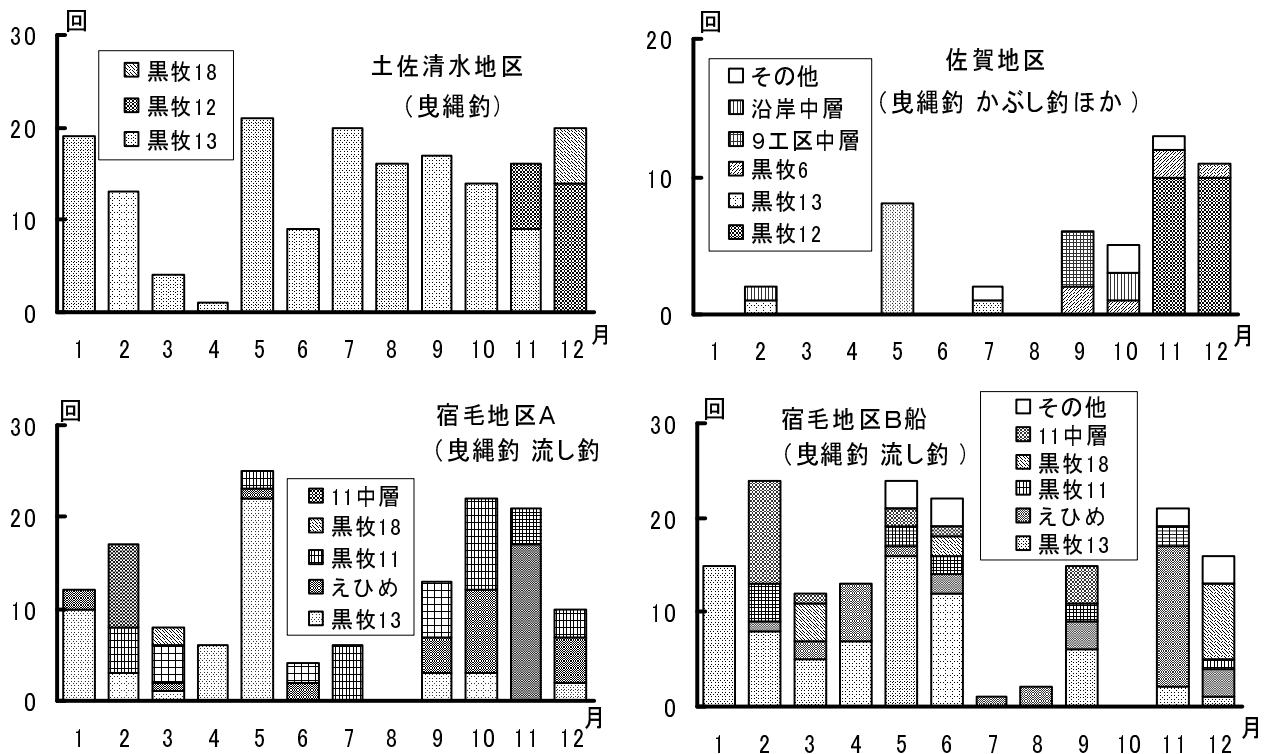 回
30
20
10
0
土佐清水地区
（曳縄釣）
黒牧18
黒牧12
黒牧13
1 2 3 4 5 6 7 8 9 10 11 12 月
回
20
10
0
佐賀地区
（曳縄釣 かぶし釣ほか）
その他
沿岸中層
9工区中層
黒牧6
黒牧13
黒牧12
1 2 3 4 5 6 7 8 9 10 11 12 月
回
30
20
10
0
宿毛地区A
（曳縄釣 流し釣
11中層
黒牧18
黒牧11
えひめ
黒牧13
1 2 3 4 5 6 7 8 9 10 11 12 月
回
30
20
10
0
宿毛地区B船
（曳縄釣 流し釣 ）
その他
11中層
黒牧18
黒牧11
えひめ
黒牧13
1 2 3 4 5 6 7 8 9 10 11 12 月